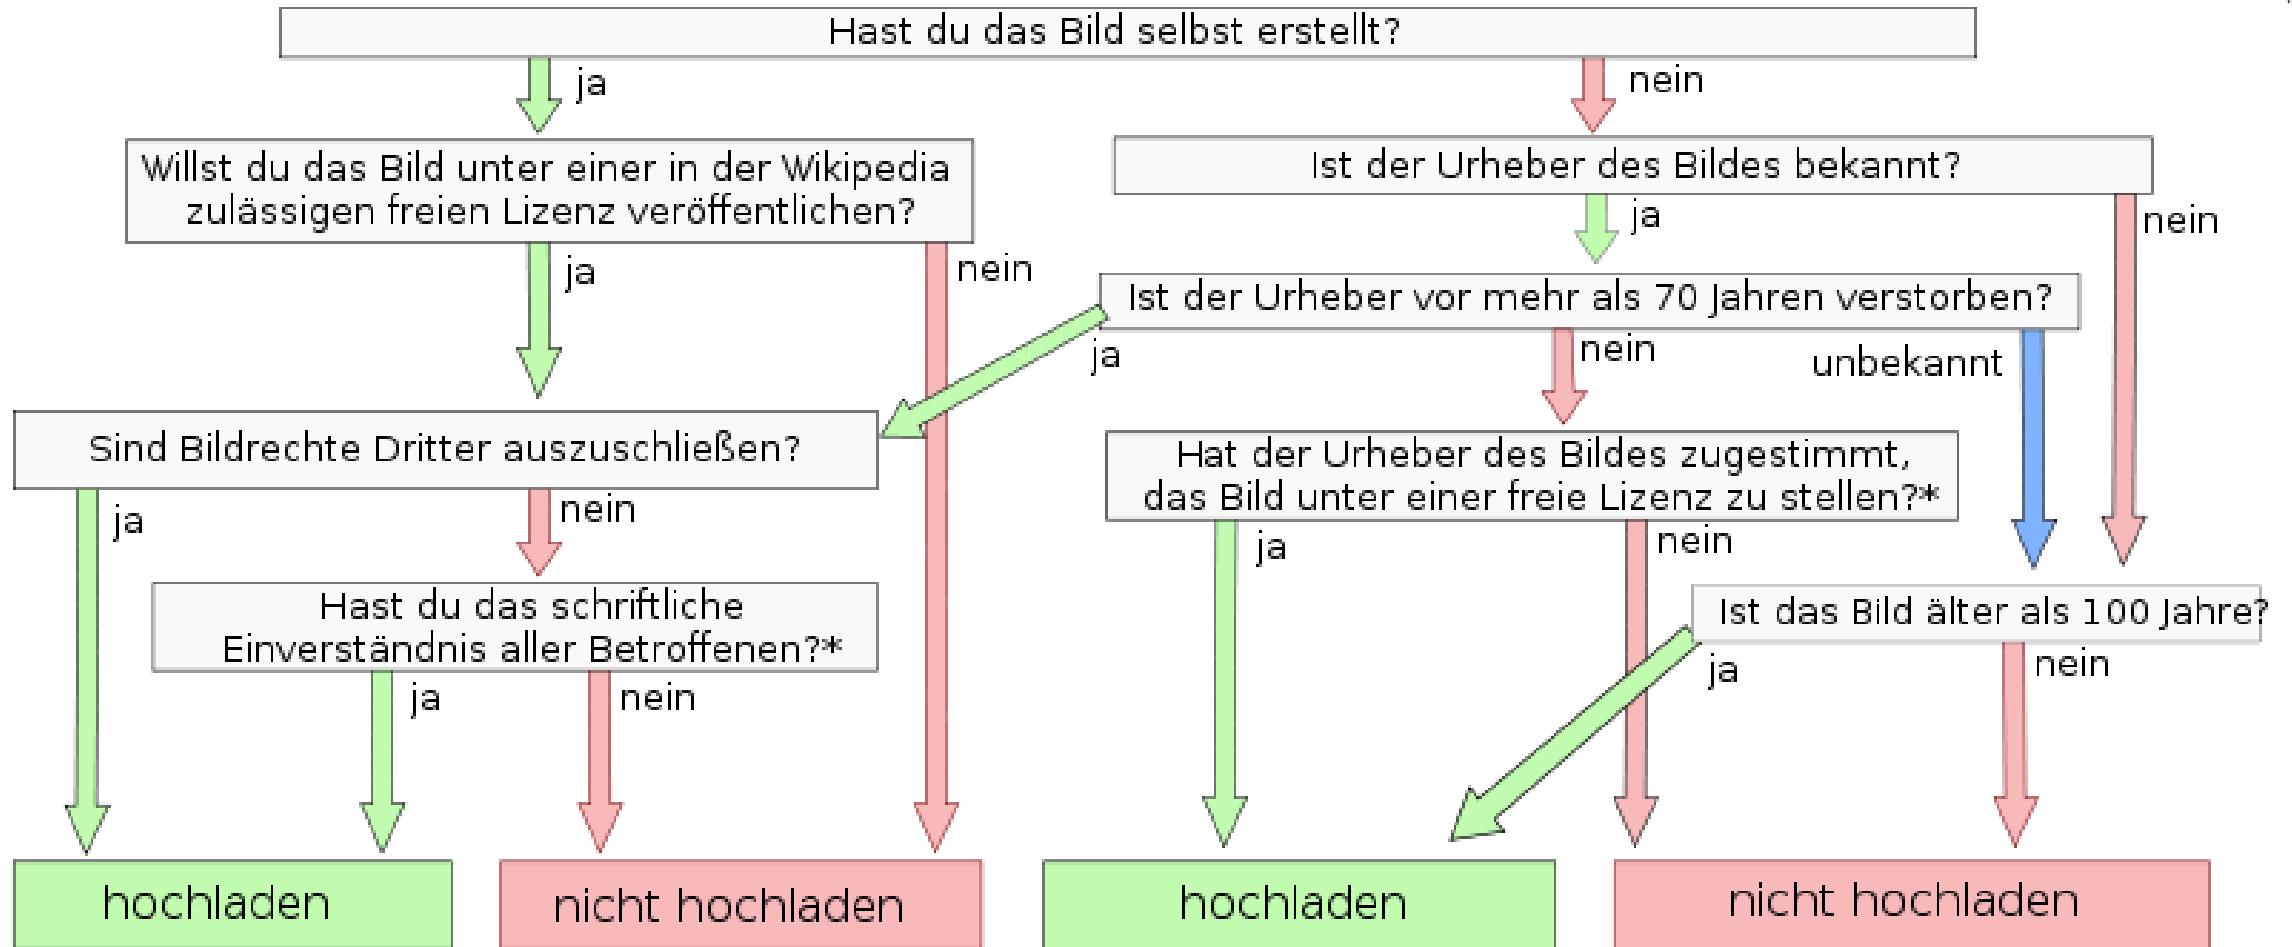 Hast du das Bild selbst erstellt?
ja
nein
Willst du das Bild unter einer in der Wikipedia
zulässigen freien Lizenz veröffentlichen?
Ist der Urheber des Bildes bekannt?
ja
nein
ja
nein
Ist der Urheber vor mehr als 70 Jahren verstorben?
ja
nein
unbekannt
Sind Bildrechte Dritter auszuschließen?
Hat der Urheber des Bildes zugestimmt,
das Bild unter einer freie Lizenz zu stellen?*
ja
nein
ja
nein
Hast du das schriftliche
Einverständnis aller Betroffenen?*
Ist das Bild älter als 100 Jahre?
ja
nein
ja
nein
hochladen
nicht hochladen
hochladen
nicht hochladen